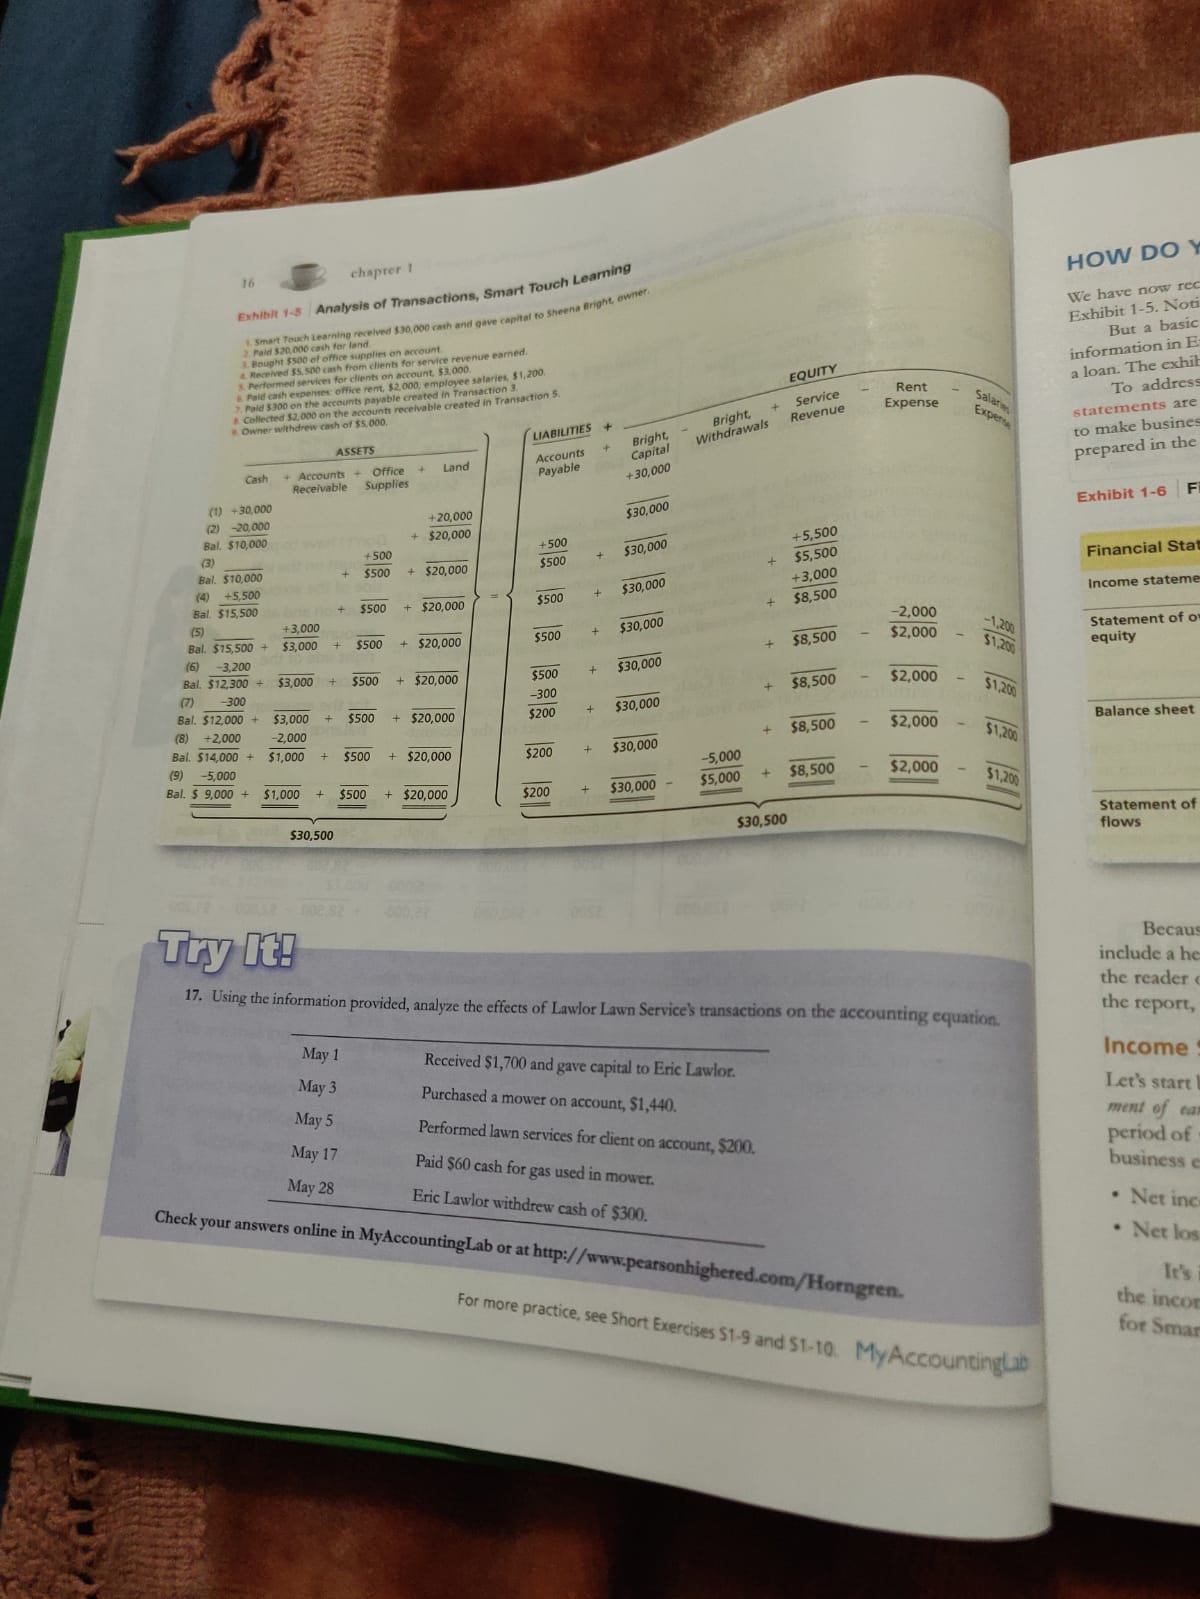 16
chapter 1
Exhibit 1-5 | Analysis of Transactions, Smart Touch Learning
1. Smart Touch Learning received $30,000 cash and gave capital to Sheena Bright, owner.
2. Paid $20,000 cash for land.
3. Bought $500 of office supplies on account.
4. Received $5,500 cash from clients for service revenue earned.
5. Performed services for clients on account, $3,000.
6. Paid cash expenses: office rent, $2,000; employee salaries, $1,200.
7. Paid $300 on the accounts payable created in Transaction 3.
8. Collected $2,000 on the accounts receivable created in Transaction 5.
9. Owner withdrew cash of $5,000.
ASSETS
Cash + Accounts Receivable + Office Supplies + Land
LIABILITIES + EQUITY
Accounts Payable + Bright, Capital - Bright, Withdrawals + Service Revenue - Rent Expense - Salaries Expense
(1) +30,000 +30,000
(2) -20,000 +20,000
Bal. $10,000 + $20,000 $30,000
(3) +500 +500
Bal. $10,000 + $500 + $20,000 = $500 + $30,000
(4) +5,500 +5,500
Bal. $15,500 + $500 + $20,000 $500 + $30,000 + $5,500
(5) +3,000 +3,000
Bal. $15,500 + $3,000 + $500 + $20,000 $500 + $30,000 + $8,500
(6) -3,200 -2,000 -1,200
Bal. $12,300 + $3,000 + $500 + $20,000 $500 + $30,000 + $8,500 - $2,000 - $1,200
(7) -300 -300
Bal. $12,000 + $3,000 + $500 + $20,000 $200 + $30,000 + $8,500 - $2,000 - $1,200
(8) +2,000 -2,000
Bal. $14,000 + $1,000 + $500 + $20,000 $200 + $30,000 + $8,500 - $2,000 - $1,200
(9) -5,000 -5,000
Bal. $ 9,000 + $1,000 + $500 + $20,000 $200 + $30,000 - $5,000 + $8,500 - $2,000 - $1,200
$30,500 $30,500
Try It!
17. Using the information provided, analyze the effects of Lawlor Lawn Service's transactions on the accounting equation.
May 1 Received $1,700 and gave capital to Eric Lawlor.
May 3 Purchased a mower on account, $1,440.
May 5 Performed lawn services for client on account, $200.
May 17 Paid $60 cash for gas used in mower.
May 28 Eric Lawlor withdrew cash of $300.
Check your answers online in MyAccountingLab or at http://www.pearsonhighered.com/Horngren.
For more practice, see Short Exercises S1-9 and S1-10. MyAccountingLab
HOW DO
We have now
Exhibit 1-5.
But a basic
information in
a loan. The
To address
statements are
to make
prepared in the
Exhibit 1-6
Financial
Income
Statement of
equity
Balance sheet
Statement of
flows
include a
the reader
the report,
Income
Let's start
ment of
period of
business
• Net
• Net
It's
the
for